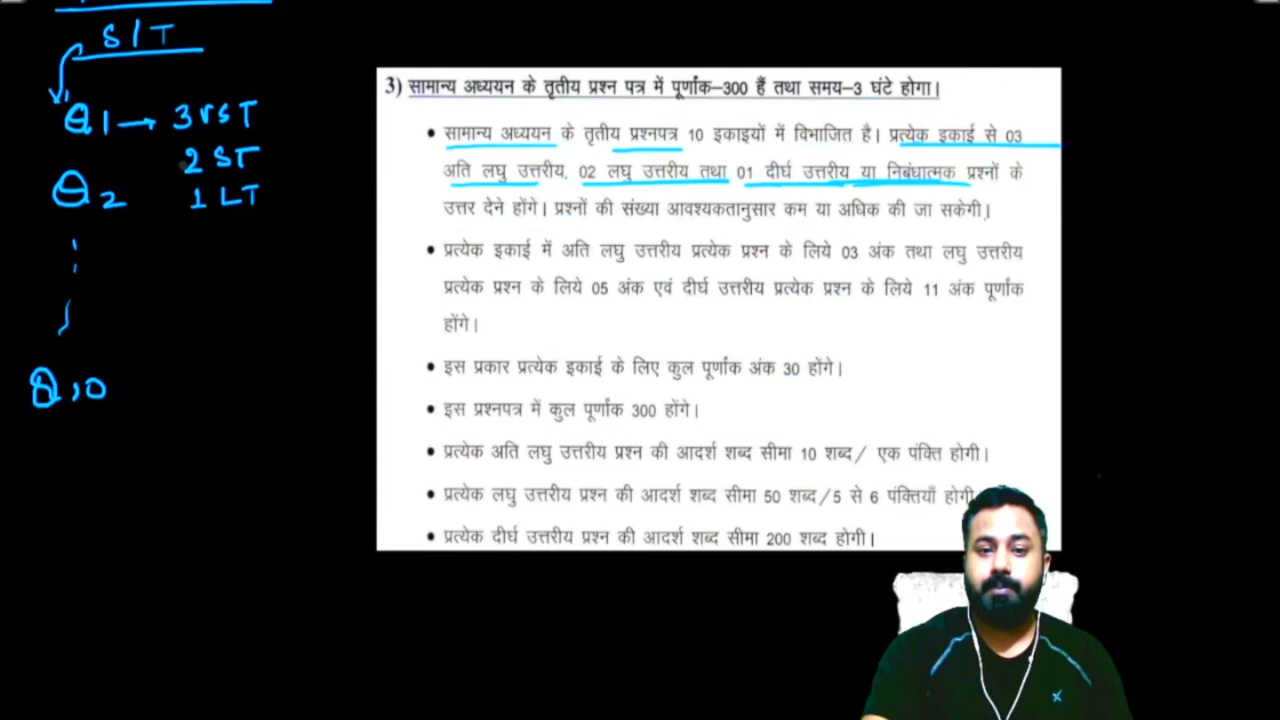 S/T
Q1 → 3VST
2 ST
Q2 1 LT
Q10
3) सामान्य अध्ययन के तृतीय प्रश्न पत्र में पूर्णांक–300 हैं तथा समय–3 घंटे होगा।
• सामान्य अध्ययन के तृतीय प्रश्नपत्र 10 इकाइयों में विभाजित है। प्रत्येक इकाई से 03
अति लघु उत्तरीय, 02 लघु उत्तरीय तथा 01 दीर्घ उत्तरीय या निबंधात्मक प्रश्नों के
उत्तर देने होंगे। प्रश्नों की संख्या आवश्यकतानुसार कम या अधिक की जा सकेगी।
• प्रत्येक इकाई में अति लघु उत्तरीय प्रत्येक प्रश्न के लिये 03 अंक तथा लघु उत्तरीय
प्रत्येक प्रश्न के लिये 05 अंक एवं दीर्घ उत्तरीय प्रत्येक प्रश्न के लिये 11 अंक पूर्णांक
होंगे।
• इस प्रकार प्रत्येक इकाई के लिए कुल पूर्णांक अंक 30 होंगे।
• इस प्रश्नपत्र में कुल पूर्णांक 300 होंगे।
• प्रत्येक अति लघु उत्तरीय प्रश्न की आदर्श शब्द सीमा 10 शब्द/ एक पंक्ति होगी।
• प्रत्येक लघु उत्तरीय प्रश्न की आदर्श शब्द सीमा 50 शब्द/5 से 6 पंक्तियाँ होगी
• प्रत्येक दीर्घ उत्तरीय प्रश्न की आदर्श शब्द सीमा 200 शब्द होगी।